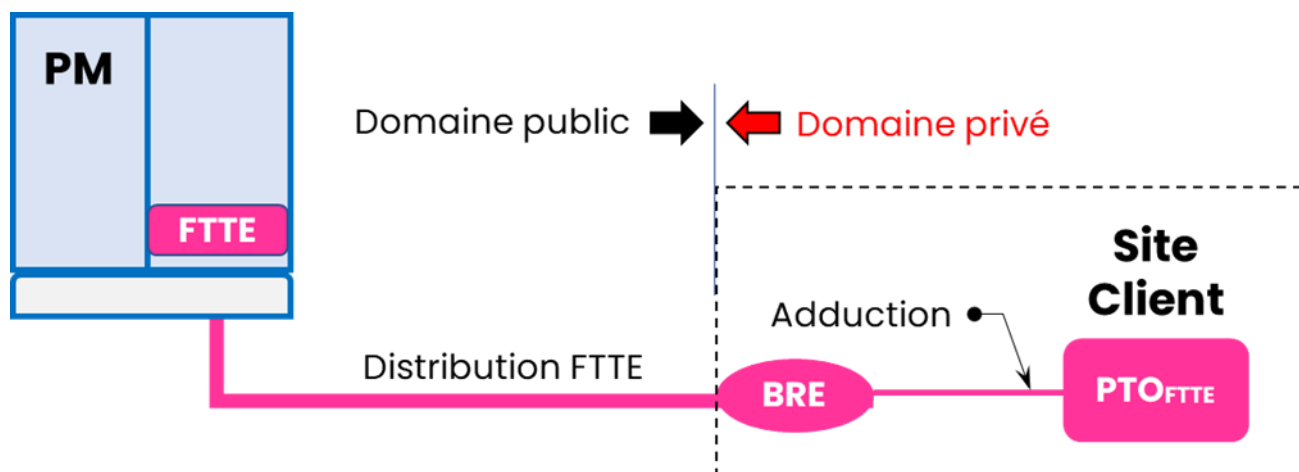 PM
FTTE
Domaine public
Domaine privé
Site
Client
Adduction
Distribution FTTE
BRE
PTOFTTE